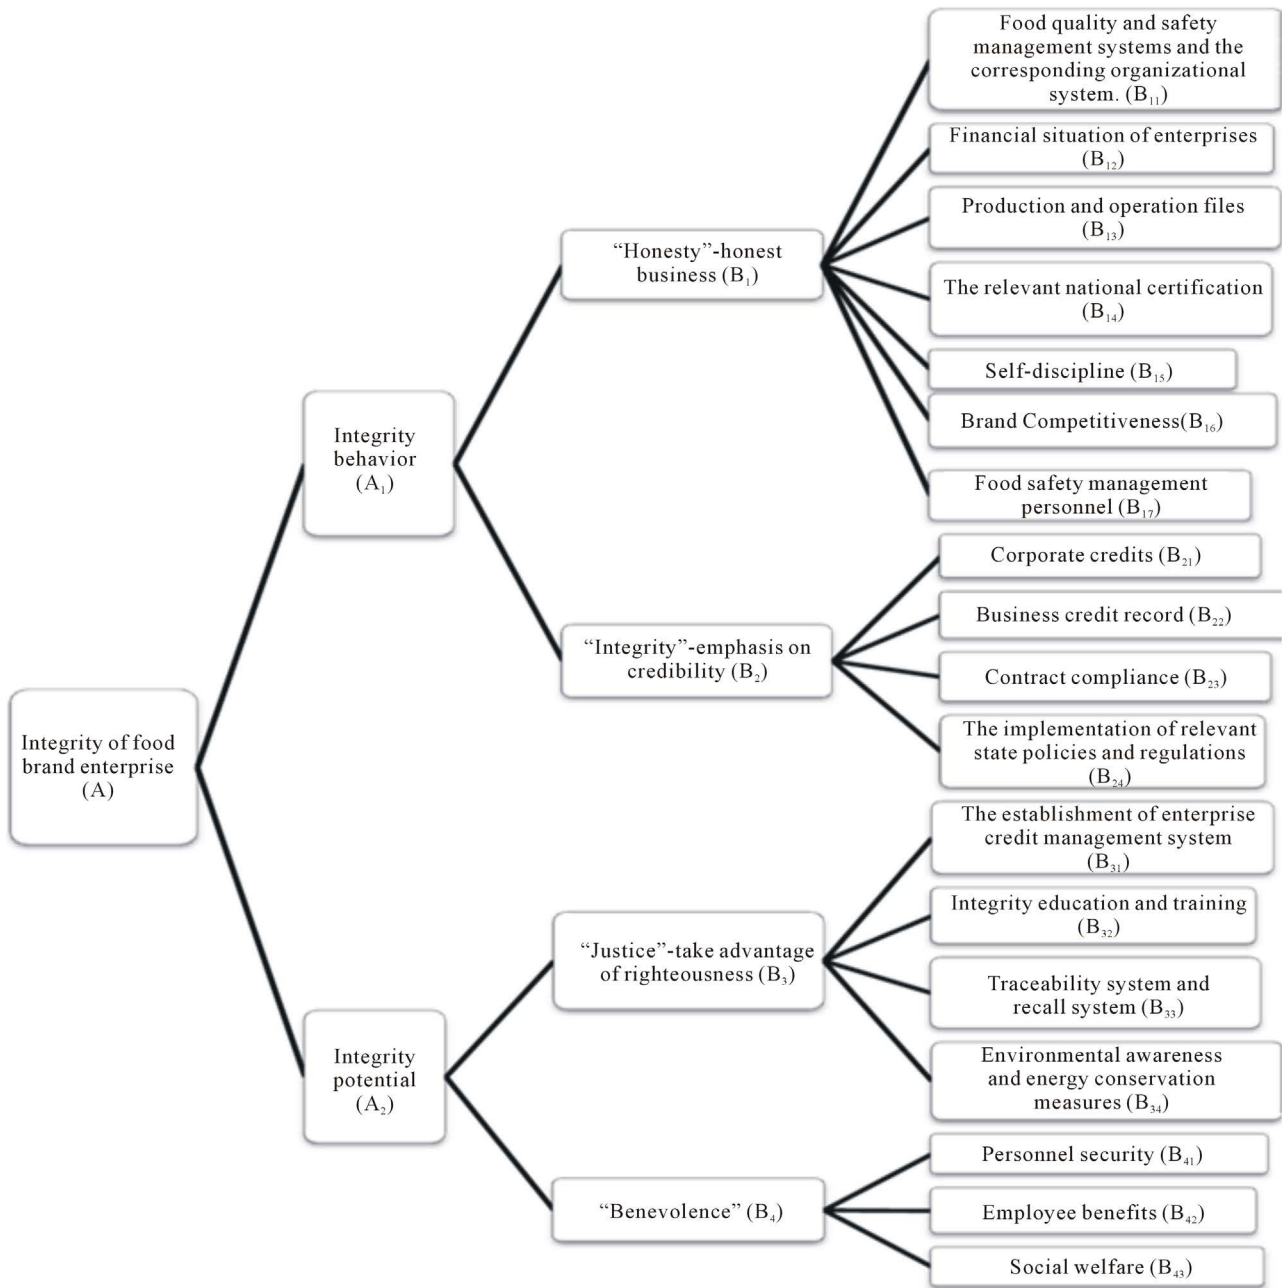 Integrity of food
brand enterprise
(A)
Integrity
behavior
(A₁)
Integrity
potential
(A₂)
“Honesty”-honest
business (B₁)
“Integrity”-emphasis on
credibility (B₂)
“Justice”-take advantage
of righteousness (B₃)
“Benevolence” (B₄)
Food quality and safety
management systems and the
corresponding organizational
system. (B₁₁)
Financial situation of enterprises
(B₁₂)
Production and operation files
(B₁₃)
The relevant national certification
(B₁₄)
Self-discipline (B₁₅)
Brand Competitiveness(B₁₆)
Food safety management
personnel (B₁₇)
Corporate credits (B₂₁)
Business credit record (B₂₂)
Contract compliance (B₂₃)
The implementation of relevant
state policies and regulations
(B₂₄)
The establishment of enterprise
credit management system
(B₃₁)
Integrity education and training
(B₃₂)
Traceability system and
recall system (B₃₃)
Environmental awareness
and energy conservation
measures (B₃₄)
Personnel security (B₄₁)
Employee benefits (B₄₂)
Social welfare (B₄₃)